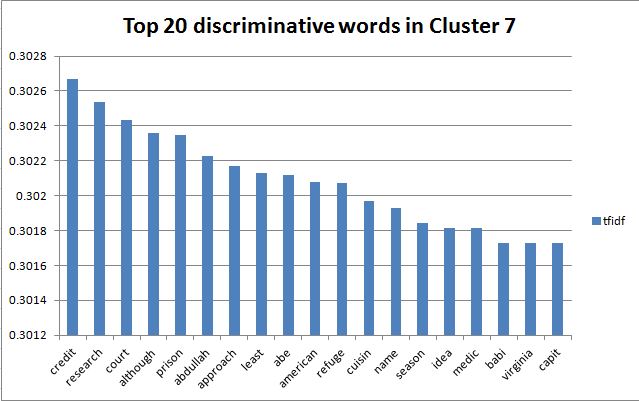 Top 20 discriminative words in Cluster 7
0.3028
0.3026
0.3024
0.3022
0.302
0.3018
0.3016
0.3014
0.3012
credit
research
court
although
prison
abdullah
approach
least
abe
american
refuge
cuisin
name
season
idea
medic
babi
virginia
capit
tfidf